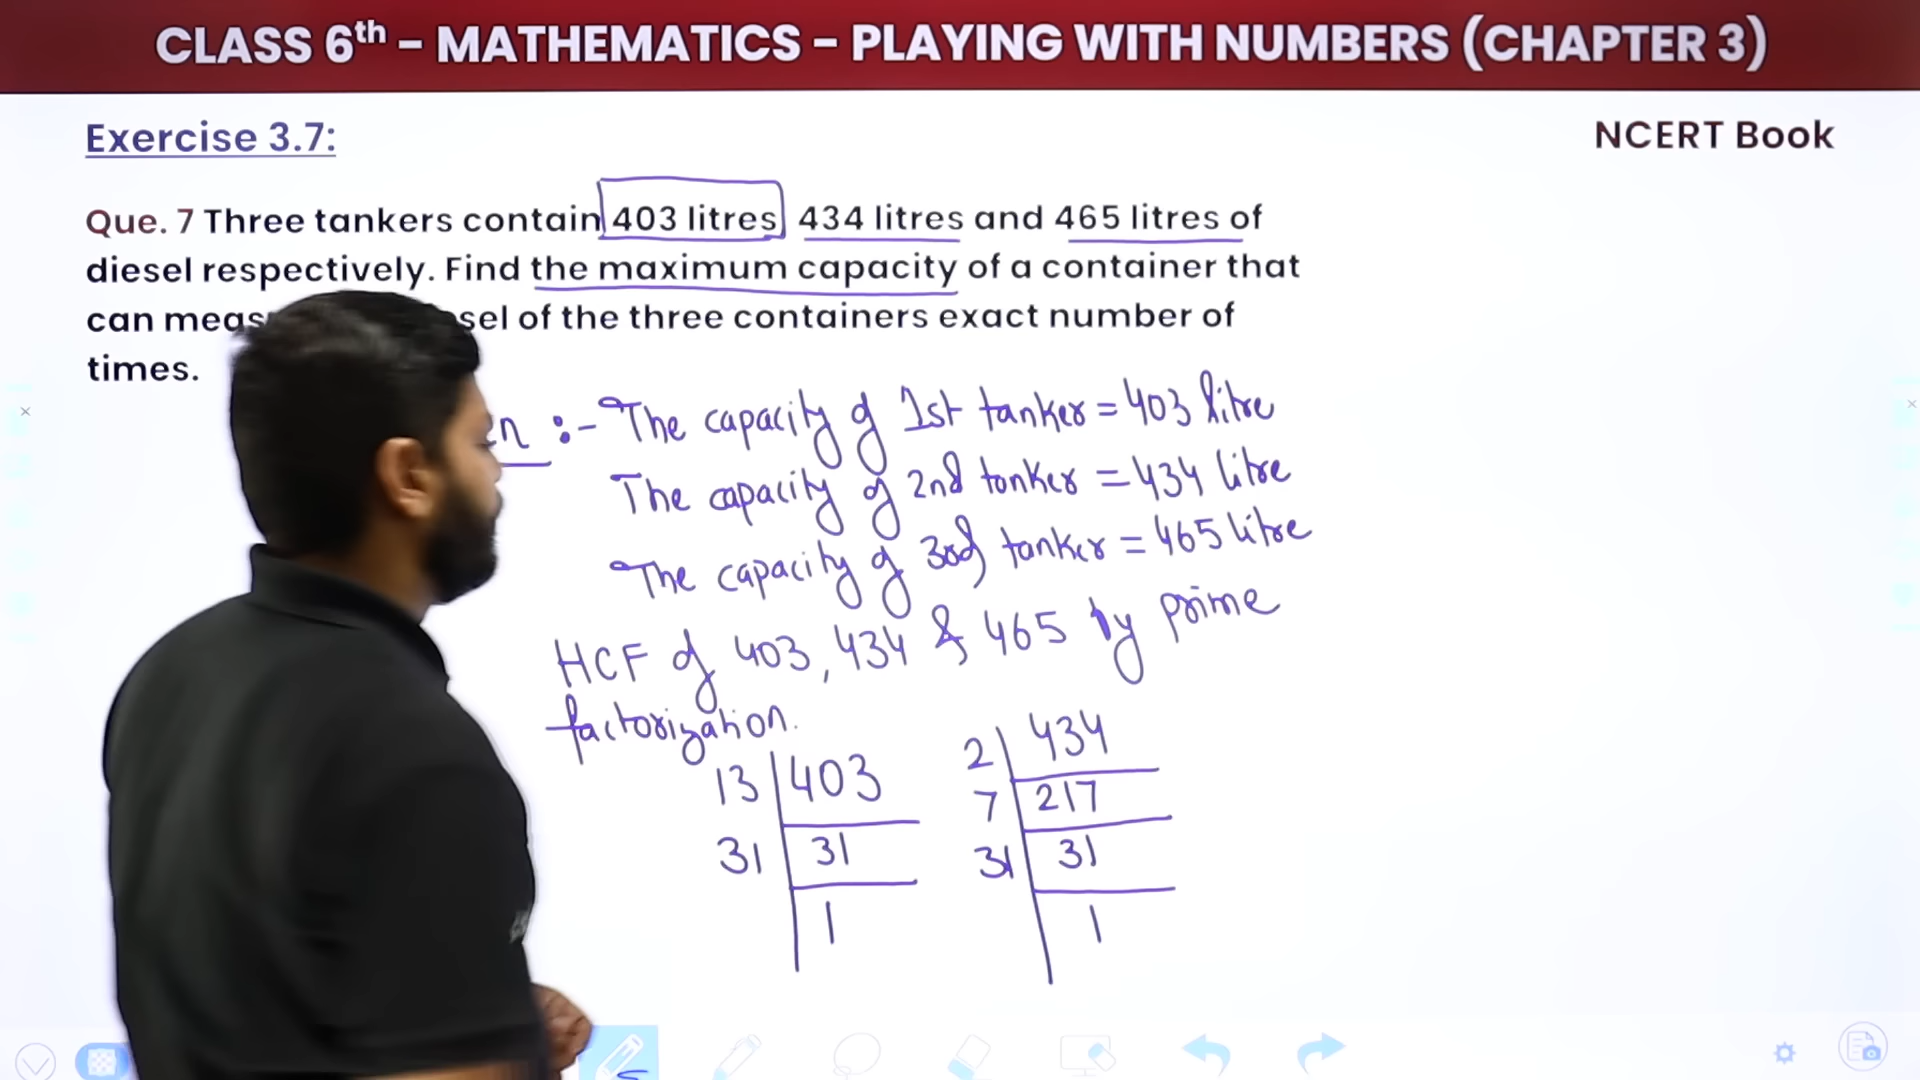 CLASS 6th – MATHEMATICS – PLAYING WITH NUMBERS (CHAPTER 3)
Exercise 3.7:
NCERT Book
Que. 7 Three tankers contain 403 litres 434 litres and 465 litres of
diesel respectively. Find the maximum capacity of a container that
can meas sel of the three containers exact number of
times.
:- The capacity of 1st tanker = 403 litre
The capacity of 2nd tanker = 434 litre
The capacity of 3rd tanker = 465 litre
HCF of 403, 434 & 465 by prime
factorization.
13 403
31 31
1
2 434
7 217
31 31
1